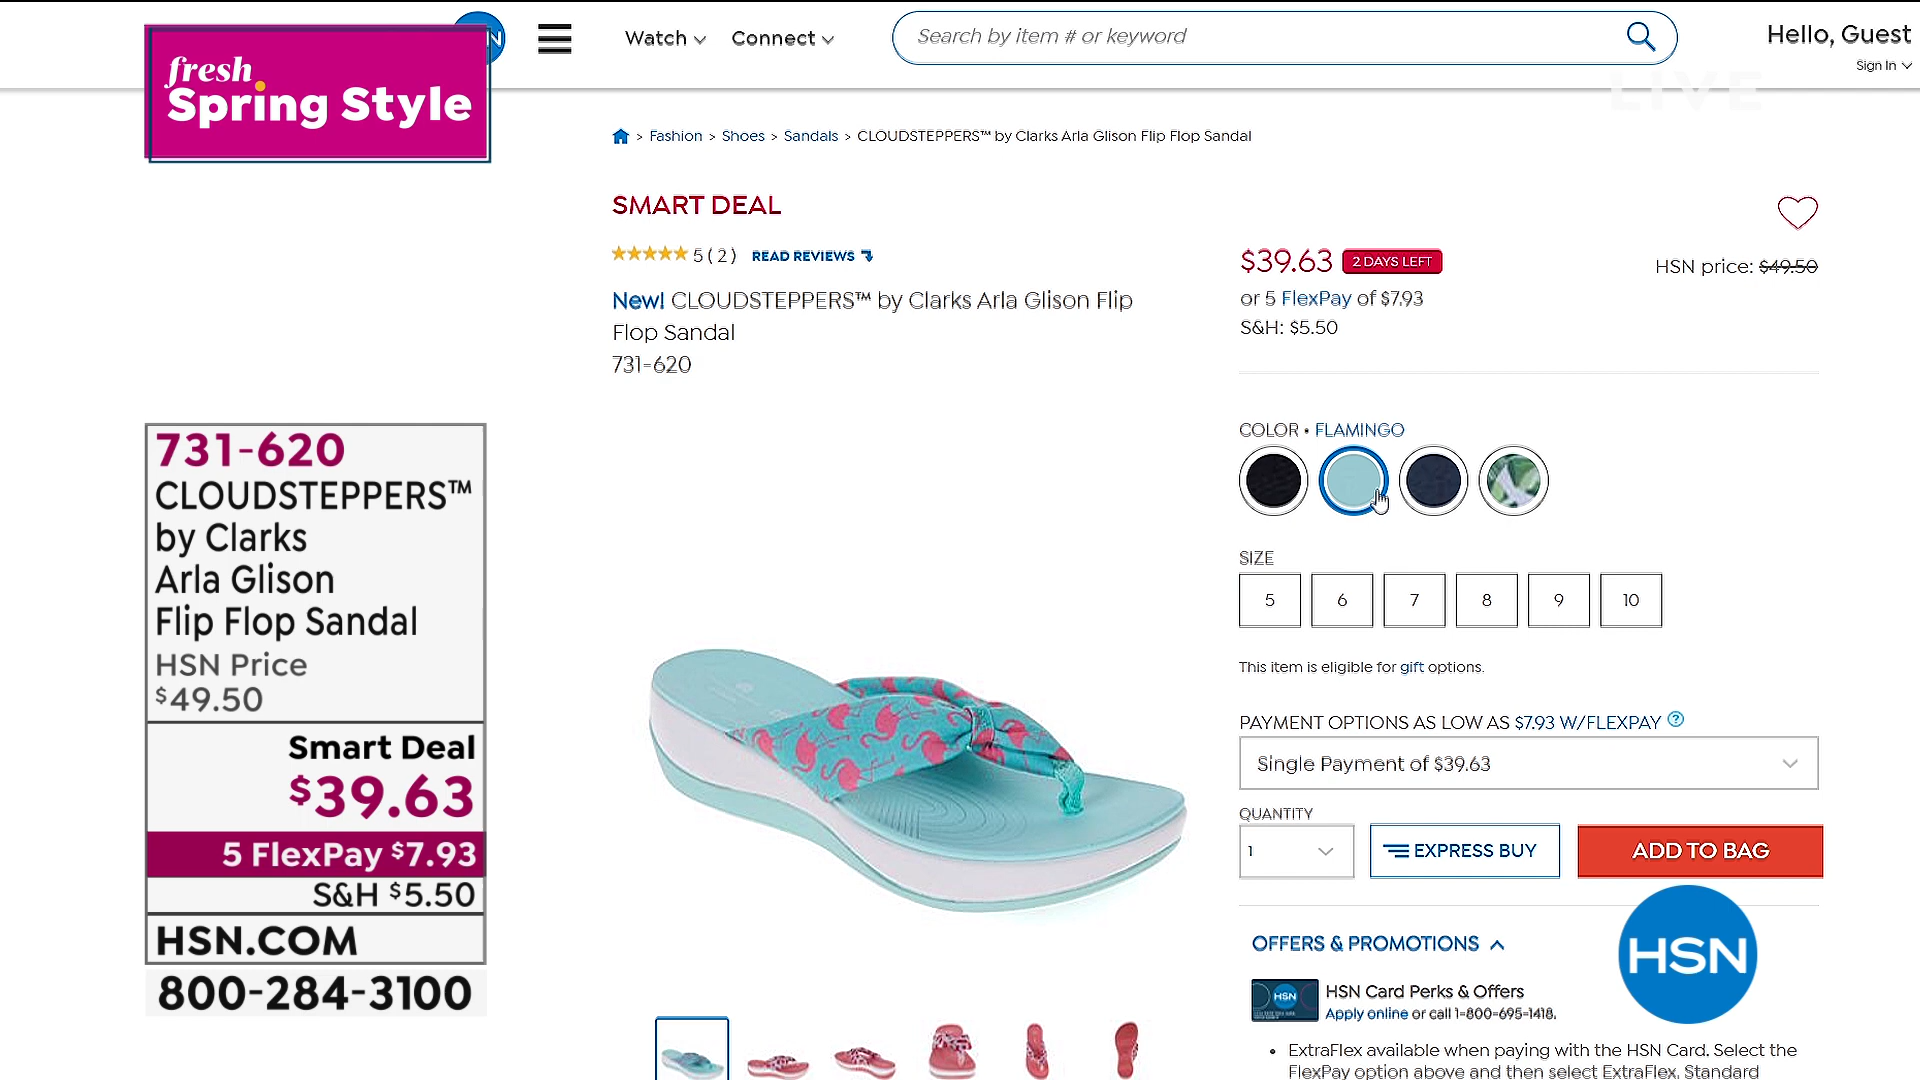 fresh
Spring Style
N
Watch
Connect
Search by item # or keyword
Hello, Guest
Sign In
LIVE
> Fashion > Shoes > Sandals > CLOUDSTEPPERS™ by Clarks Arla Glison Flip Flop Sandal
SMART DEAL
5 ( 2 ) READ REVIEWS
New! CLOUDSTEPPERS™ by Clarks Arla Glison Flip
Flop Sandal
731-620
$39.63 2 DAYS LEFT
HSN price: $49.50
or 5 FlexPay of $7.93
S&H: $5.50
COLOR • FLAMINGO
SIZE
5 6 7 8 9 10
This item is eligible for gift options.
PAYMENT OPTIONS AS LOW AS $7.93 W/FLEXPAY ?
Single Payment of $39.63
QUANTITY
1
EXPRESS BUY
ADD TO BAG
OFFERS & PROMOTIONS
HSN
HSN Card Perks & Offers
Apply online or call 1-800-695-1418.
• ExtraFlex available when paying with the HSN Card. Select the
FlexPay option above and then select ExtraFlex. Standard
HSN
731-620
CLOUDSTEPPERS™
by Clarks
Arla Glison
Flip Flop Sandal
HSN Price
$49.50
Smart Deal
$39.63
5 FlexPay $7.93
S&H $5.50
HSN.COM
800-284-3100